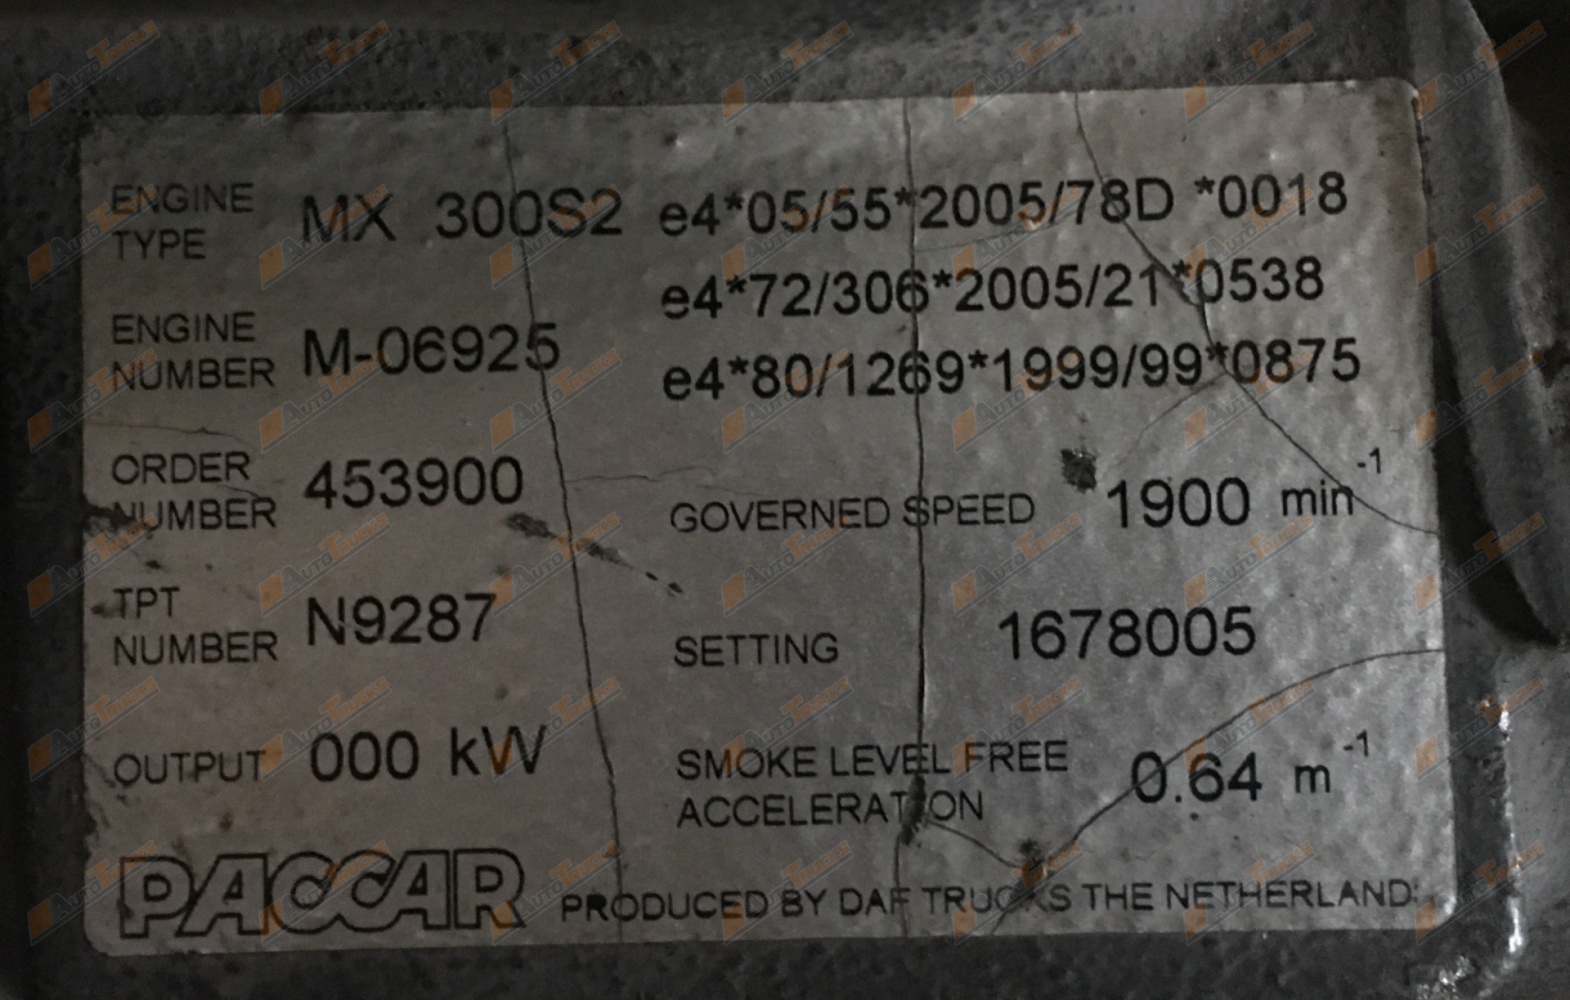 ENGINE TYPE MX 300S2 e4*05/55*2005/78D *0018
e4*72/306*2005/21*0538
ENGINE NUMBER M-06925
e4*80/1269*1999/99*0875
ORDER NUMBER 453900
GOVERNED SPEED 1900 min-1
TPT NUMBER N9287
SETTING 1678005
OUTPUT 000 kW
SMOKE LEVEL FREE ACCELERATION 0.64 m-1
PACCAR PRODUCED BY DAF TRUCKS THE NETHERLANDS
AUTOTRUCKS